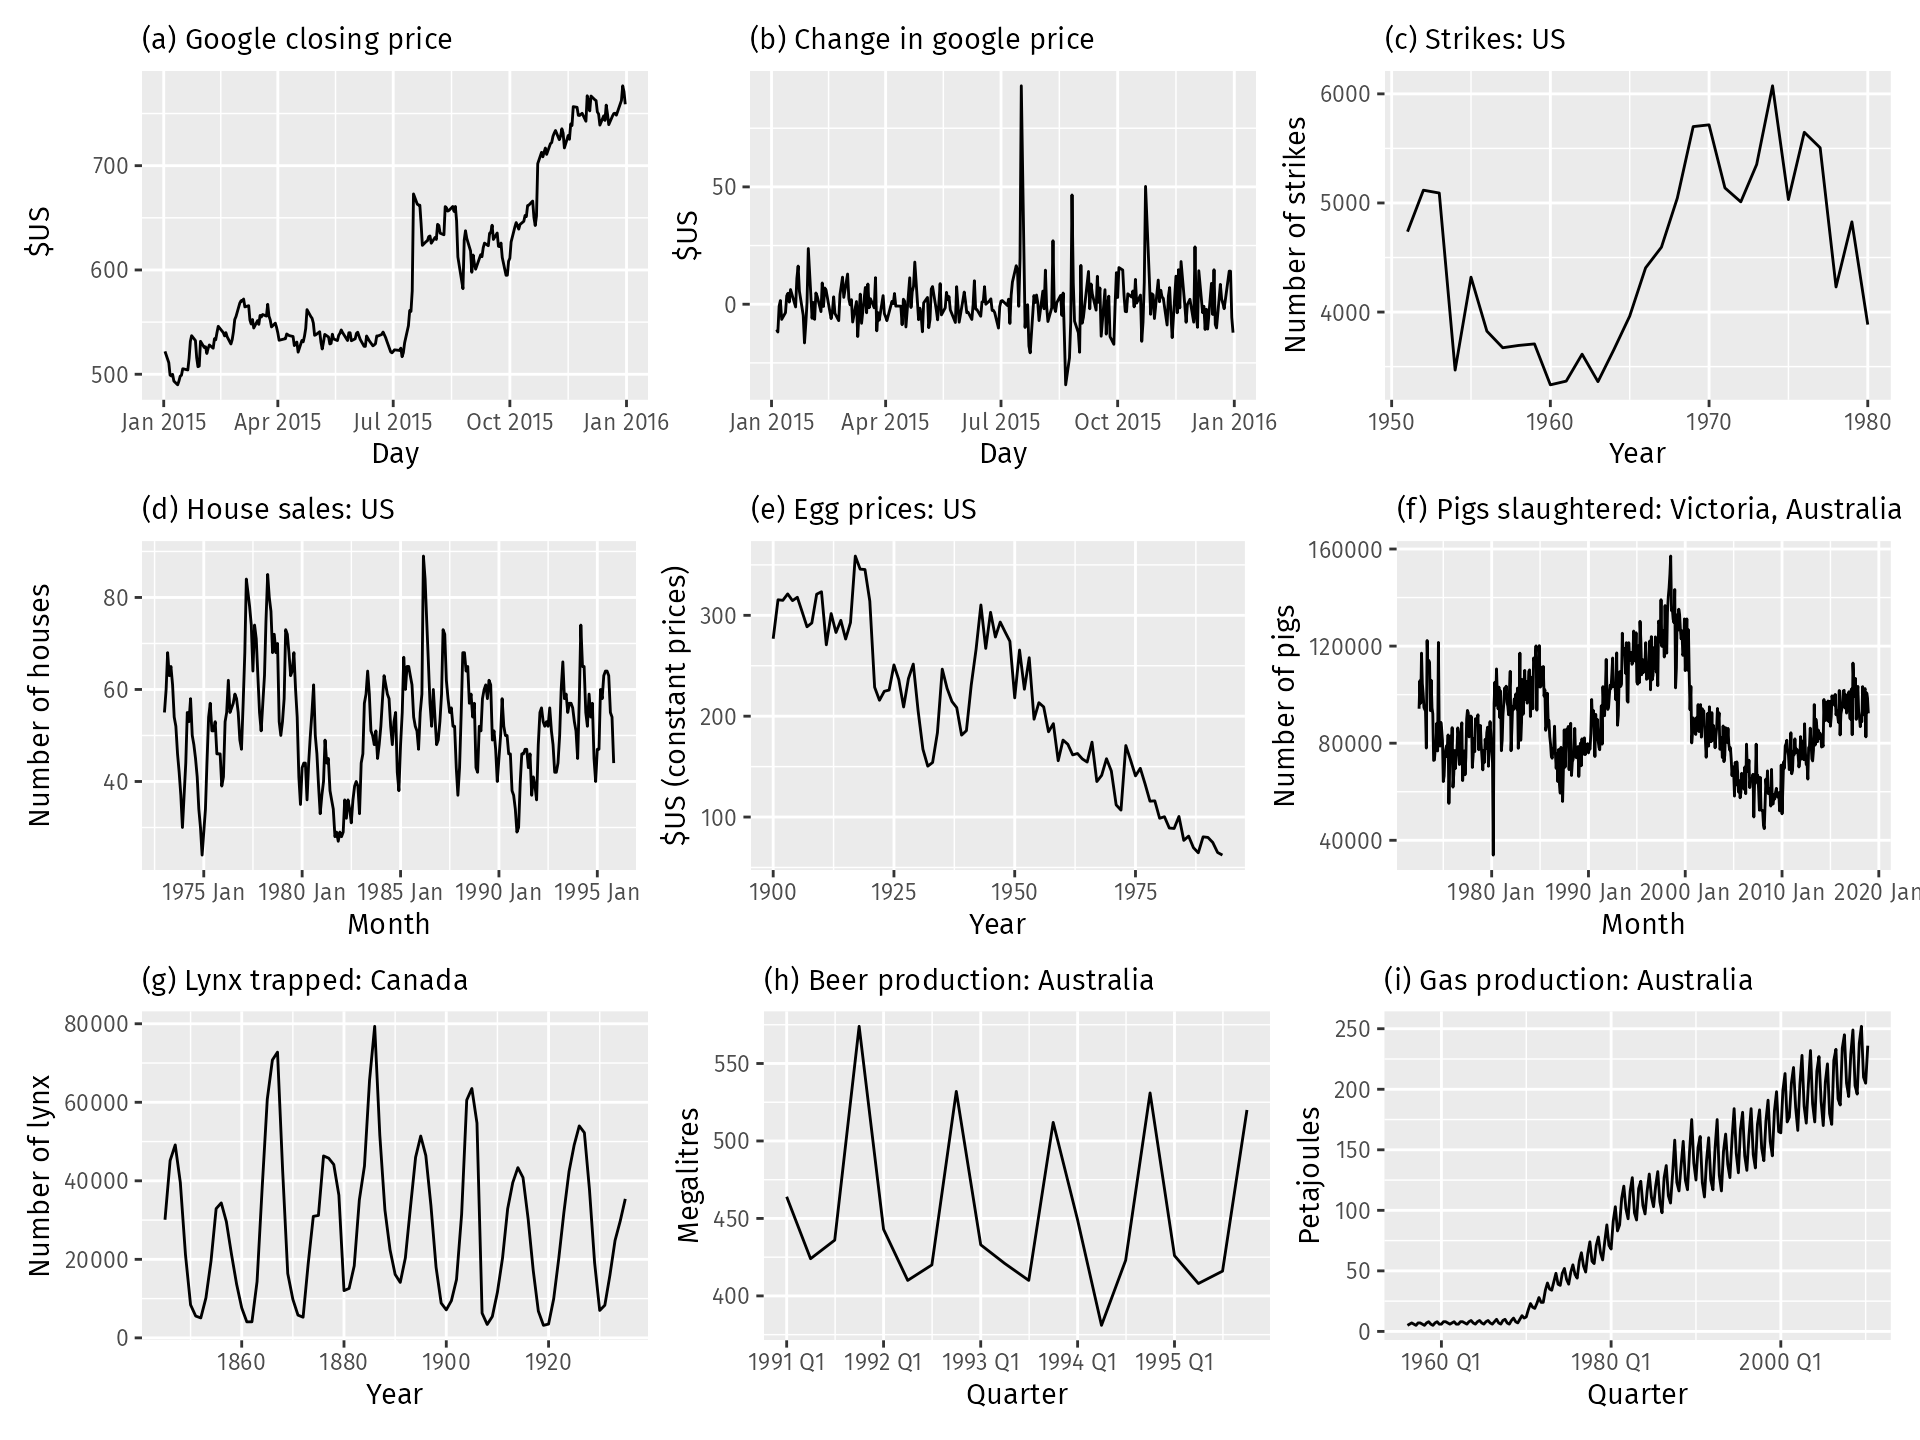 (a) Google closing price
$US
700
600
500
Jan 2015 Apr 2015 Jul 2015 Oct 2015 Jan 2016
Day
(b) Change in google price
$US
50
0
Jan 2015 Apr 2015 Jul 2015 Oct 2015 Jan 2016
Day
(c) Strikes: US
Number of strikes
6000
5000
4000
1950 1960 1970 1980
Year
(d) House sales: US
Number of houses
80
60
40
1975 Jan 1980 Jan 1985 Jan 1990 Jan 1995 Jan
Month
(e) Egg prices: US
$US (constant prices)
300
200
100
1900 1925 1950 1975
Year
(f) Pigs slaughtered: Victoria, Australia
Number of pigs
160000
120000
80000
40000
1980 Jan 1990 Jan 2000 Jan 2010 Jan 2020 Jan
Month
(g) Lynx trapped: Canada
Number of lynx
80000
60000
40000
20000
0
1860 1880 1900 1920
Year
(h) Beer production: Australia
Megalitres
550
500
450
400
1991 Q1 1992 Q1 1993 Q1 1994 Q1 1995 Q1
Quarter
(i) Gas production: Australia
Petajoules
250
200
150
100
50
0
1960 Q1 1980 Q1 2000 Q1
Quarter